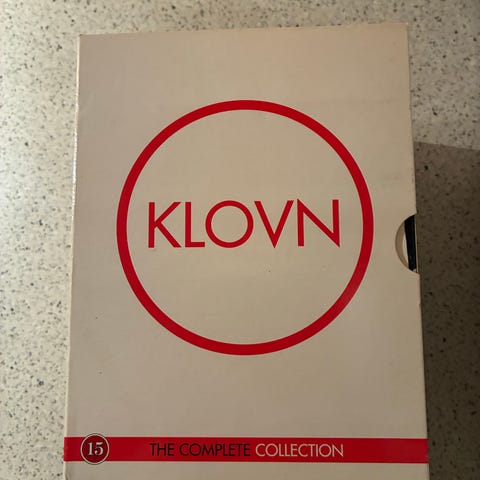 KLOVN
15 THE COMPLETE COLLECTION